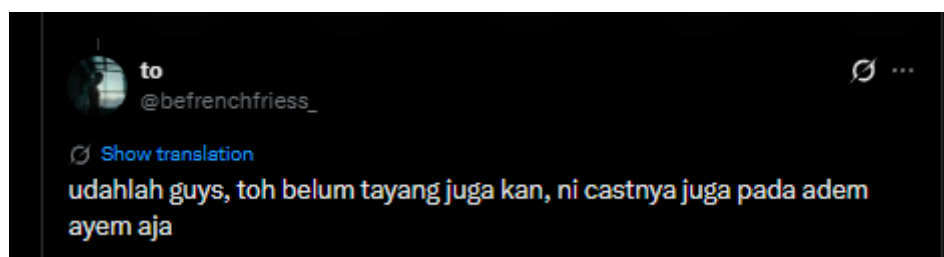 to
@befrenchfriess_
Show translation
udahlah guys, toh belum tayang juga kan, ni castnya juga pada adem
ayem aja